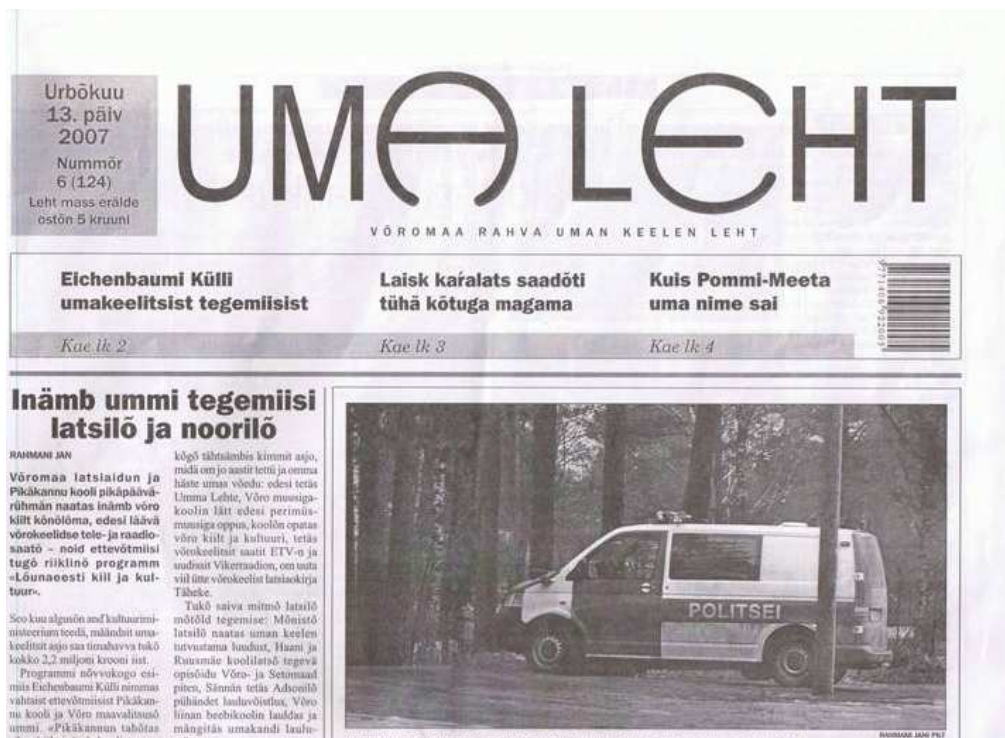 Urbõkuu
13. päiv
2007
Nummõr
6 (124)
Leht mass erälde
ostõn 5 kruuni
UMA LEHT
VÕROMAA RAHVA UMAN KEELEN LEHT
Eichenbaumi Külli
umakeelitsist tegemiisist
Kae lk 2
Laisk kaŕalats saadõti
tühä kõtuga magama
Kae lk 3
Kuis Pommi-Meeta
uma nime sai
Kae lk 4
Inämb ummi tegemiisi
latsilõ ja noorilõ
RAHMANI JAN
Võromaa latsiaidun ja
Pikäkannu kooli pikäpäävä-
rühmän naatas inämb võro
kiilt kõnõlõma, edesi läävä
võrokeelidse tele- ja raadio-
saatõ – noid ettevõtmiisi
tugõ riiklinõ programm
«Lõunaeesti kiil ja kul-
tuur».
Seo kuu algusõn and' kultuurimi-
nisteerium teedä, määndsit uma-
keelitsit asjo saa timahavva tukõ
kokko 2,2 miljoni krooni iist.
Programmi nõvvukogo esi-
miis Eichenbaumi Külli nimmas
vahtsist ettevõtmiisist Pikäkan-
nu kooli ja Võro maavalitsusõ
ummi. «Pikäkannun tahõtas
kõgõ tähtsämbis kimmit asjo,
midä om jo aastit tettü ja omma
häste umas võedu: edesi tetäs
Umma Lehte, Võro muusiga-
koolin lätt edesi perimüs-
muusiga oppus, koolõn opatas
võro kiilt ja kultuuri, tetäs
võrokeelitsit saatit ETV-n ja
uudissit Vikerraadion, om uuta
viil ütte võrokeelist latsiaokirja
Täheke.
Tukõ saiva mitmõ latsilõ
mõtõld tegemise: Mõnistõ
latsilõ naatas uman keelen
tutvustama luudust, Haani ja
Ruusmäe koolilatsõ tegevä
opisõidu Võro- ja Setomaad
piten, Sännän tetäs Adsonilõ
pühändet lauluvõistlus, Võro
liinan beebikoolin lauldas ja
mängitäs umakandi laulu-
POLITSEI
RAHMANI JANI PILT